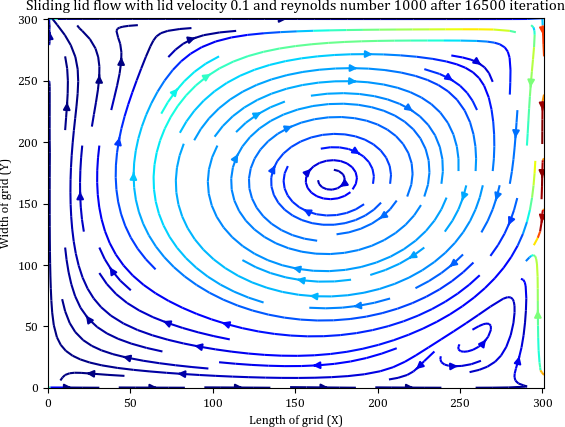 Sliding lid flow with lid velocity 0.1 and reynolds number 1000 after 16500 iteration
300
250
200
150
100
50
0
Width of grid (Y)
0 50 100 150 200 250 300
Length of grid (X)